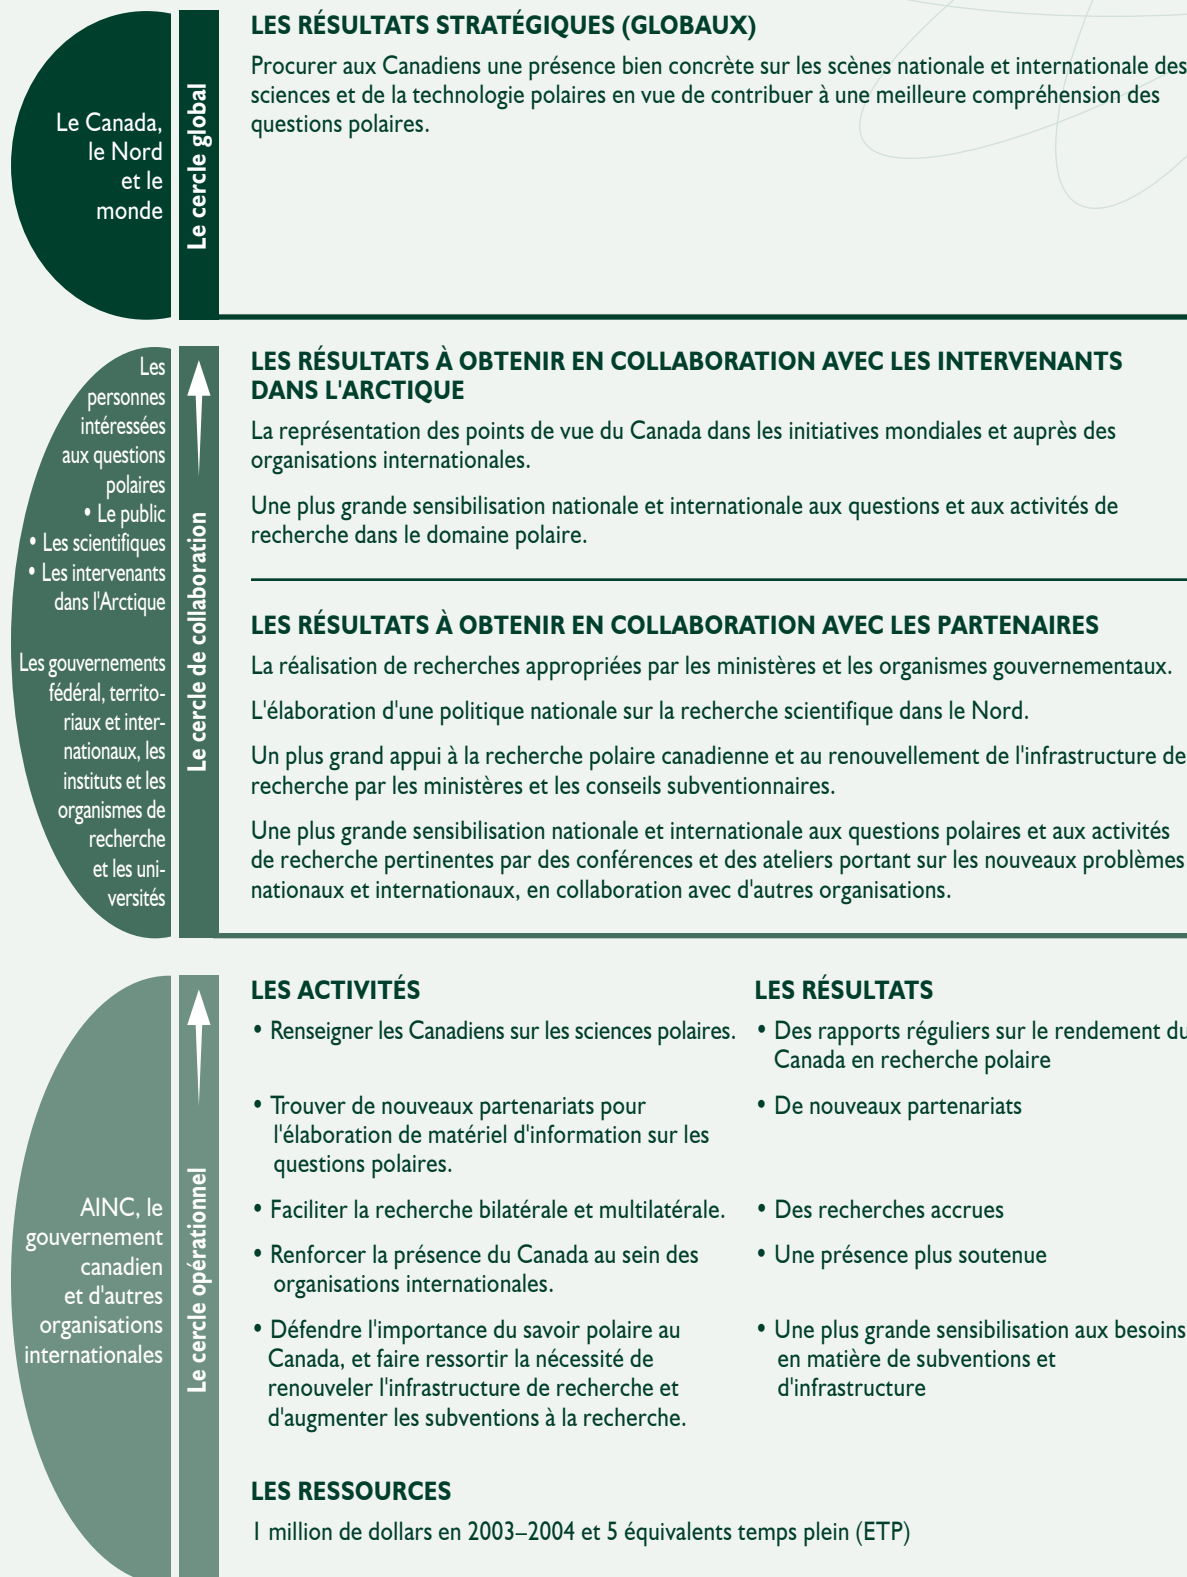 Le Canada,
le Nord
et le
monde
Le cercle global
LES RÉSULTATS STRATÉGIQUES (GLOBAUX)
Procurer aux Canadiens une présence bien concrète sur les scènes nationale et internationale des
sciences et de la technologie polaires en vue de contribuer à une meilleure compréhension des
questions polaires.
Les
personnes
intéressées
aux questions
polaires
• Le public
• Les scientifiques
• Les intervenants
dans l'Arctique
Les gouvernements
fédéral, territo-
riaux et inter-
nationaux, les
instituts et les
organismes de
recherche
et les uni-
versités
Le cercle de collaboration
LES RÉSULTATS À OBTENIR EN COLLABORATION AVEC LES INTERVENANTS
DANS L'ARCTIQUE
La représentation des points de vue du Canada dans les initiatives mondiales et auprès des
organisations internationales.
Une plus grande sensibilisation nationale et internationale aux questions et aux activités de
recherche dans le domaine polaire.
LES RÉSULTATS À OBTENIR EN COLLABORATION AVEC LES PARTENAIRES
La réalisation de recherches appropriées par les ministères et les organismes gouvernementaux.
L'élaboration d'une politique nationale sur la recherche scientifique dans le Nord.
Un plus grand appui à la recherche polaire canadienne et au renouvellement de l'infrastructure de
recherche par les ministères et les conseils subventionnaires.
Une plus grande sensibilisation nationale et internationale aux questions polaires et aux activités
de recherche pertinentes par des conférences et des ateliers portant sur les nouveaux problèmes
nationaux et internationaux, en collaboration avec d'autres organisations.
AINC, le
gouvernement
canadien
et d'autres
organisations
internationales
Le cercle opérationnel
LES ACTIVITÉS
• Renseigner les Canadiens sur les sciences polaires.
• Trouver de nouveaux partenariats pour
l'élaboration de matériel d'information sur les
questions polaires.
• Faciliter la recherche bilatérale et multilatérale.
• Renforcer la présence du Canada au sein des
organisations internationales.
• Défendre l'importance du savoir polaire au
Canada, et faire ressortir la nécessité de
renouveler l'infrastructure de recherche et
d'augmenter les subventions à la recherche.
LES RÉSULTATS
• Des rapports réguliers sur le rendement du
Canada en recherche polaire
• De nouveaux partenariats
• Des recherches accrues
• Une présence plus soutenue
• Une plus grande sensibilisation aux besoins
en matière de subventions et
d'infrastructure
LES RESSOURCES
1 million de dollars en 2003–2004 et 5 équivalents temps plein (ETP)